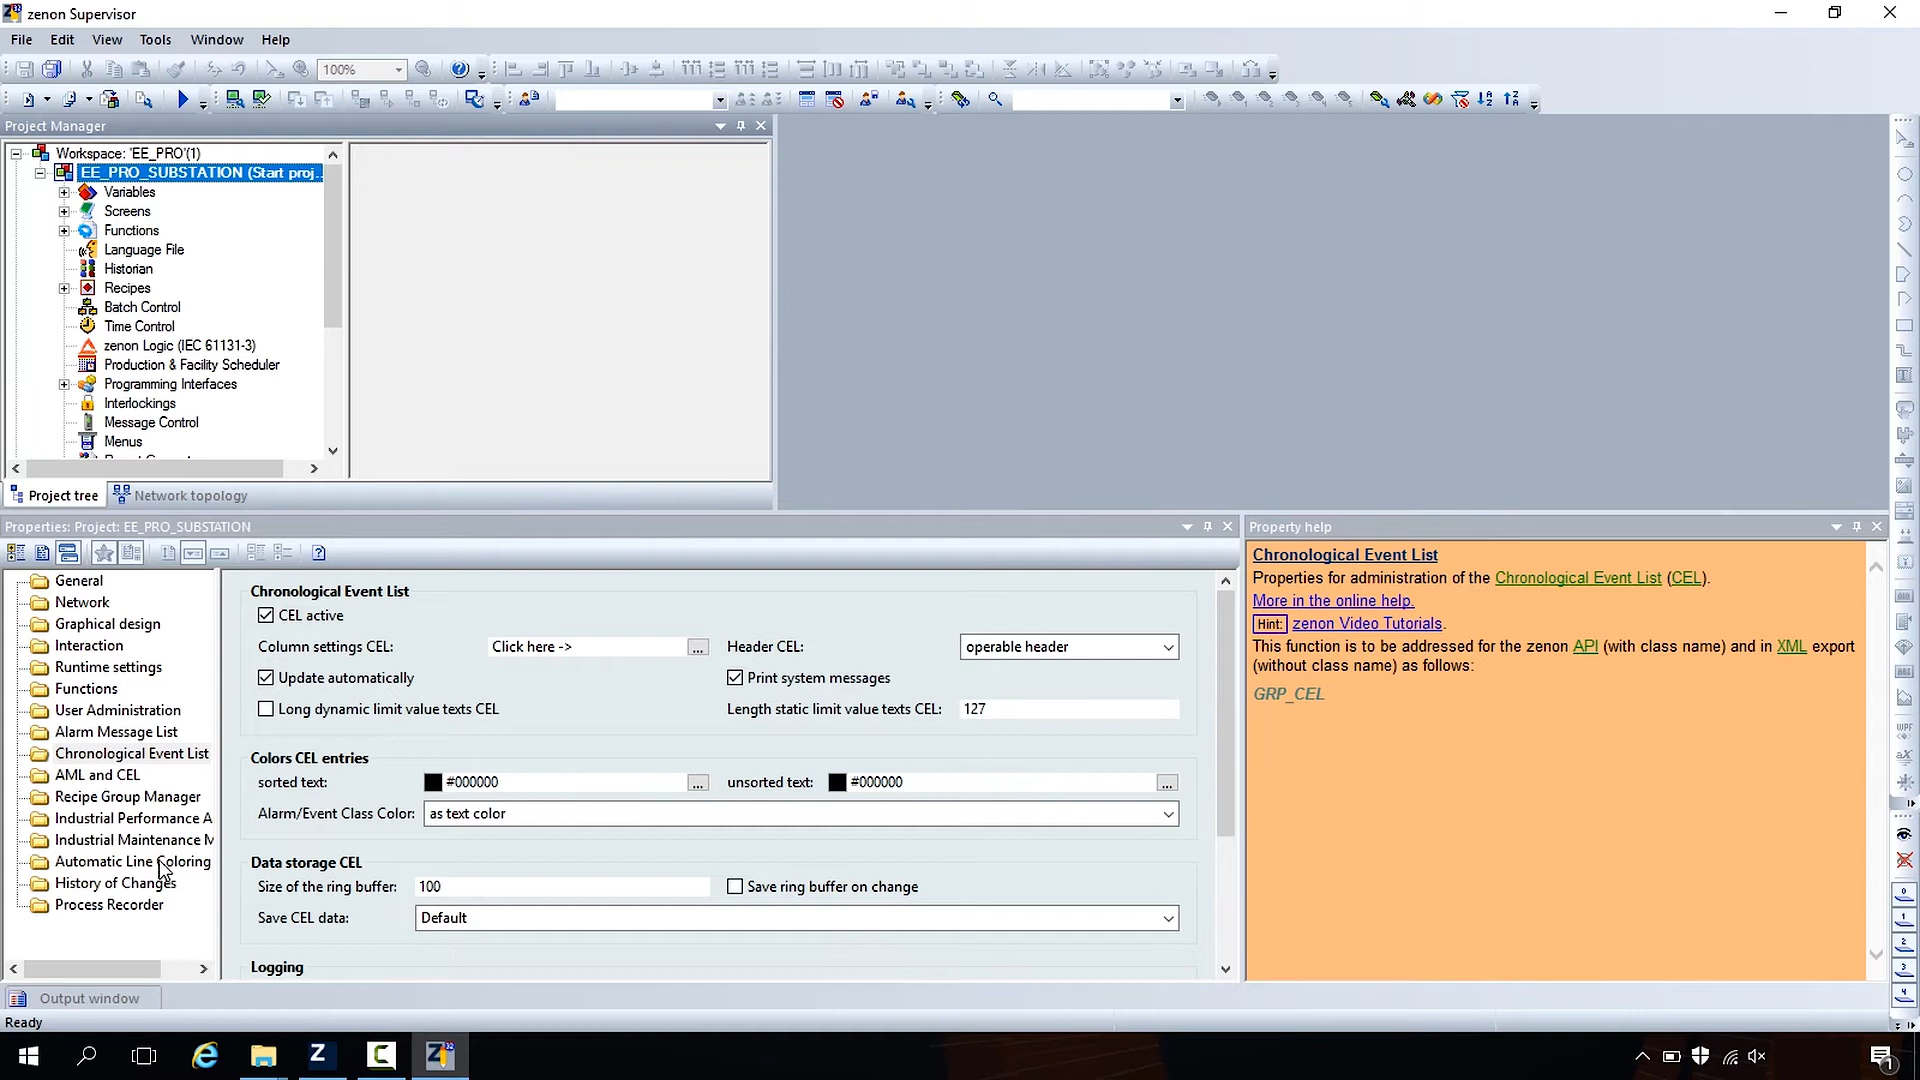 zenon Supervisor
File Edit View Tools Window Help
100%
Project Manager
Workspace: 'EE_PRO'(1)
EE_PRO_SUBSTATION (Start proj...
Variables
Screens
Functions
Language File
Historian
Recipes
Batch Control
Time Control
zenon Logic (IEC 61131-3)
Production & Facility Scheduler
Programming Interfaces
Interlockings
Message Control
Menus
Project tree
Network topology
Properties: Project: EE_PRO_SUBSTATION
General
Network
Graphical design
Interaction
Runtime settings
Functions
User Administration
Alarm Message List
Chronological Event List
AML and CEL
Recipe Group Manager
Industrial Performance A
Industrial Maintenance M
Automatic Line Coloring
History of Changes
Process Recorder
Chronological Event List
CEL active
Column settings CEL: Click here -> ... Header CEL: operable header
Update automatically Print system messages
Long dynamic limit value texts CEL Length static limit value texts CEL: 127
Colors CEL entries
sorted text: #000000 ... unsorted text: #000000 ...
Alarm/Event Class Color: as text color
Data storage CEL
Size of the ring buffer: 100 Save ring buffer on change
Save CEL data: Default
Logging
Property help
Chronological Event List
Properties for administration of the Chronological Event List (CEL).
More in the online help.
Hint: zenon Video Tutorials.
This function is to be addressed for the zenon API (with class name) and in XML export
(without class name) as follows:
GRP_CEL
Output window
Ready